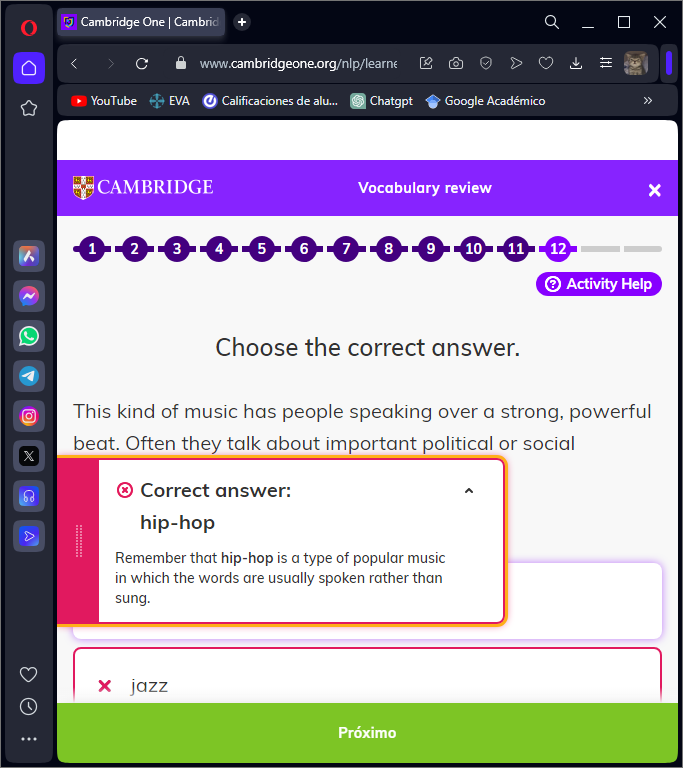 Cambridge One | Cambrid
www.cambridgeone.org/nlp/learne
YouTube EVA Calificaciones de alu... Chatgpt Google Académico »
CAMBRIDGE Vocabulary review
1 2 3 4 5 6 7 8 9 10 11 12
Activity Help
Choose the correct answer.
This kind of music has people speaking over a strong, powerful
beat. Often they talk about important political or social
Correct answer:
hip-hop
Remember that hip-hop is a type of popular music
in which the words are usually spoken rather than
sung.
jazz
Próximo